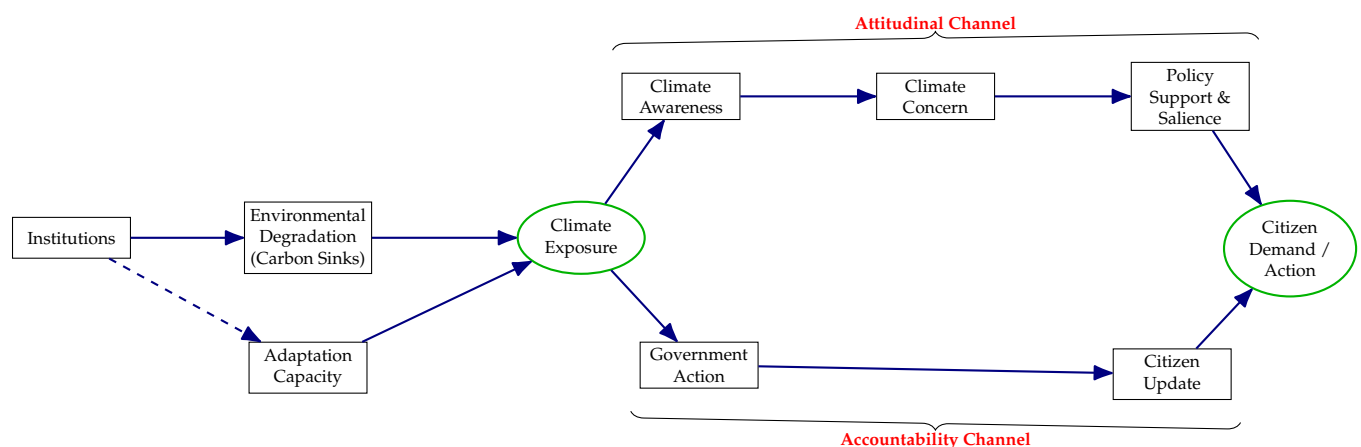 Attitudinal Channel
Climate
Awareness
Climate
Concern
Policy
Support &
Salience
Institutions
Environmental
Degradation
(Carbon Sinks)
Climate
Exposure
Citizen
Demand /
Action
Adaptation
Capacity
Government
Action
Citizen
Update
Accountability Channel